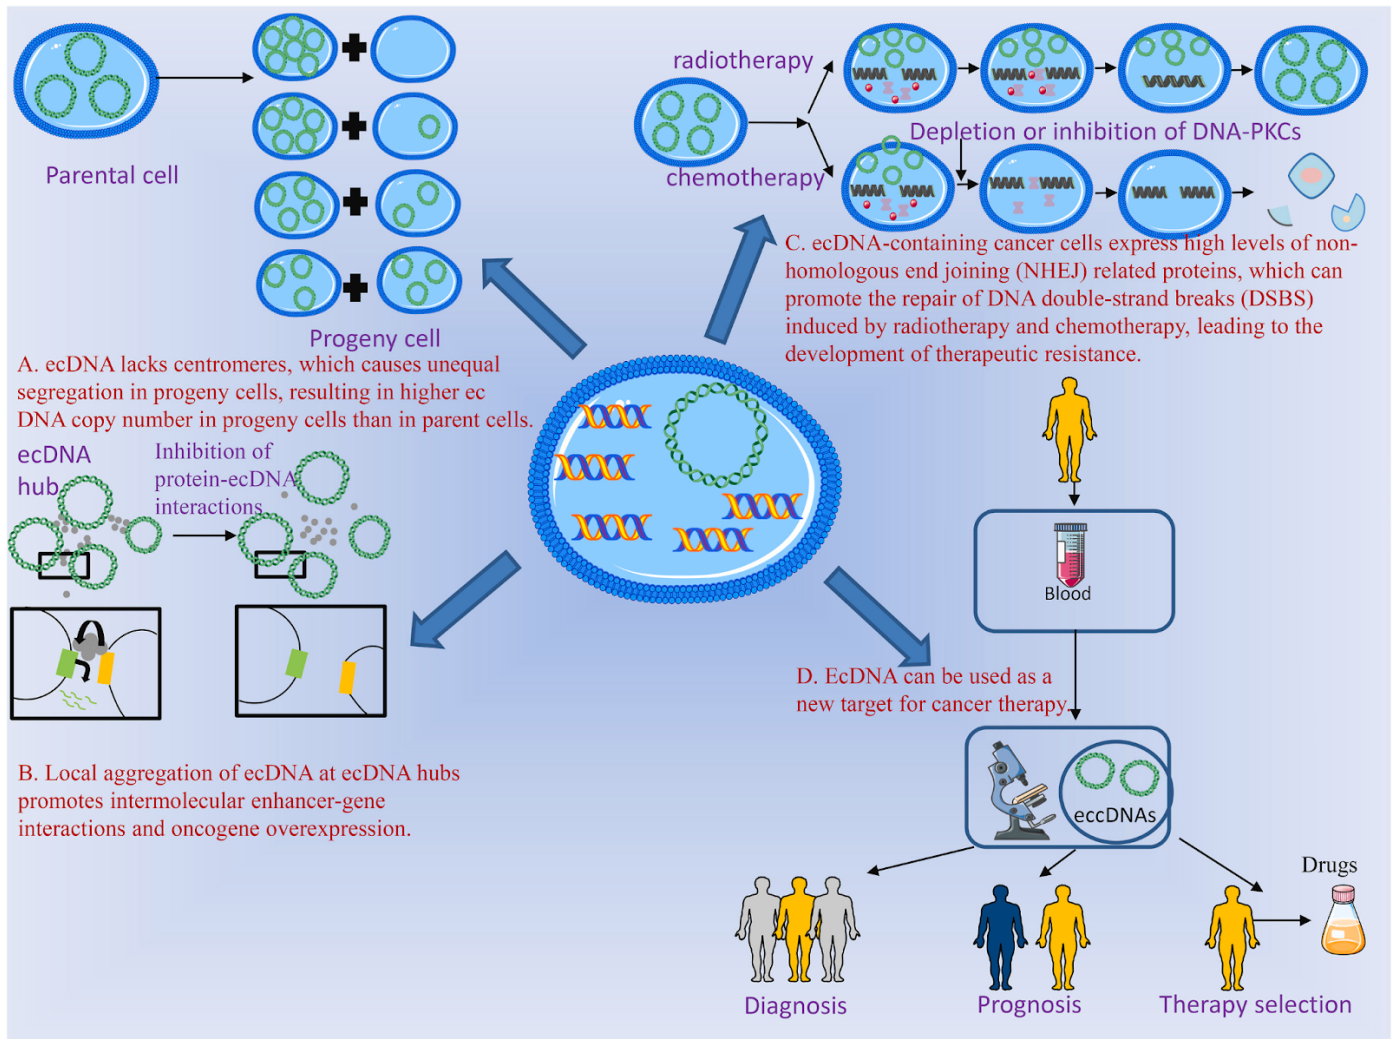 Parental cell
Progeny cell
A. ecDNA lacks centromeres, which causes unequal
segregation in progeny cells, resulting in higher ec
DNA copy number in progeny cells than in parent cells.
radiotherapy
chemotherapy
Depletion or inhibition of DNA-PKCs
C. ecDNA-containing cancer cells express high levels of non-
homologous end joining (NHEJ) related proteins, which can
promote the repair of DNA double-strand breaks (DSBS)
induced by radiotherapy and chemotherapy, leading to the
development of therapeutic resistance.
ecDNA
hub
Inhibition of
protein-ecDNA
interactions
B. Local aggregation of ecDNA at ecDNA hubs
promotes intermolecular enhancer-gene
interactions and oncogene overexpression.
Blood
D. EcDNA can be used as a
new target for cancer therapy.
eccDNAs
Drugs
Diagnosis
Prognosis
Therapy selection